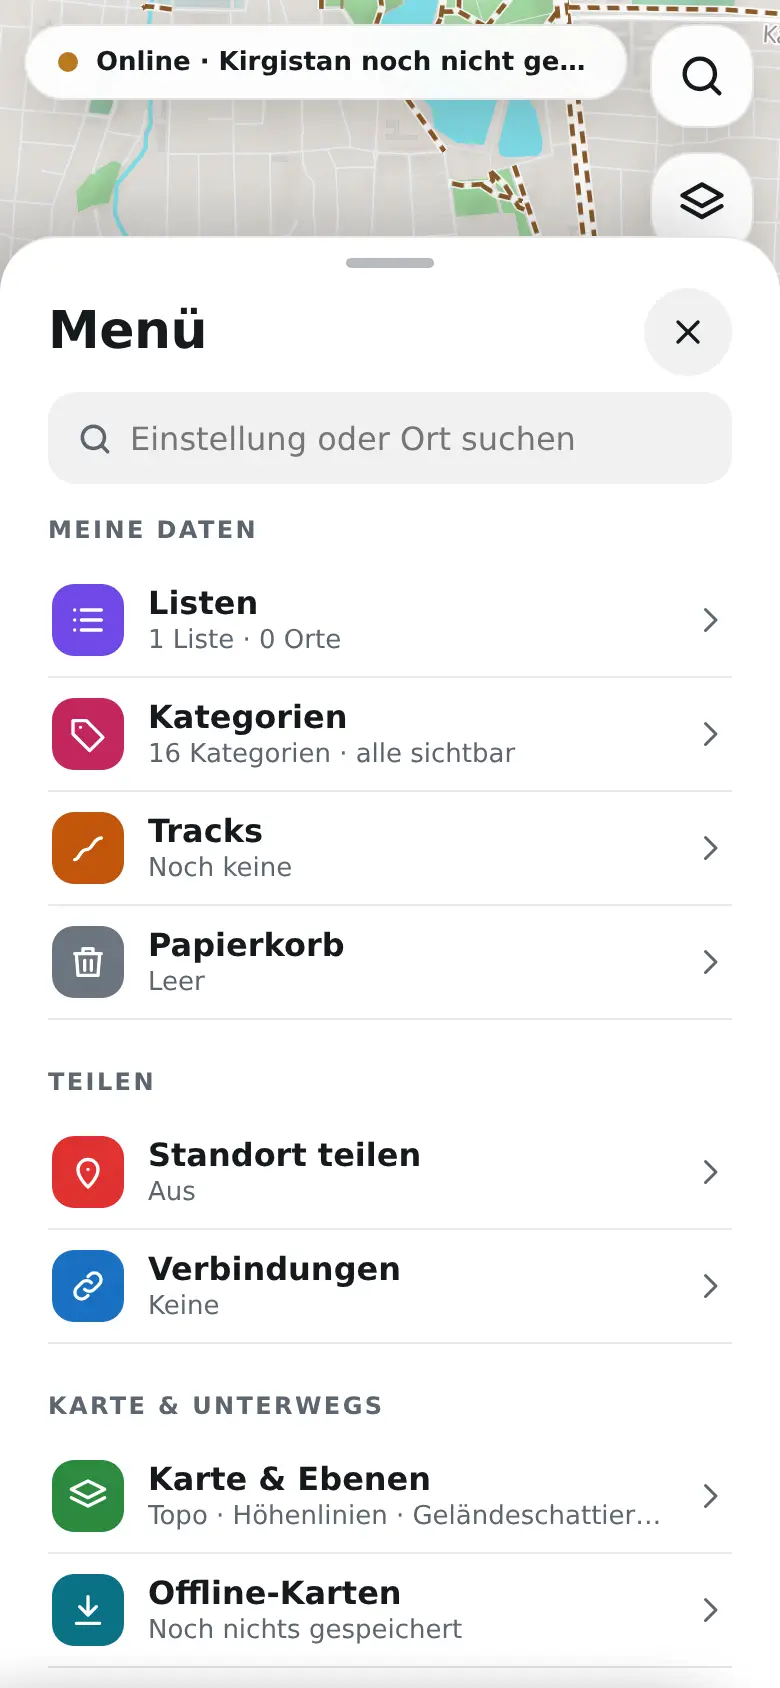 Online · Kirgistan noch nicht ge…
Menü
Einstellung oder Ort suchen
MEINE DATEN
Listen
1 Liste · 0 Orte
Kategorien
16 Kategorien · alle sichtbar
Tracks
Noch keine
Papierkorb
Leer
TEILEN
Standort teilen
Aus
Verbindungen
Keine
KARTE & UNTERWEGS
Karte & Ebenen
Topo · Höhenlinien · Geländeschattier…
Offline-Karten
Noch nichts gespeichert